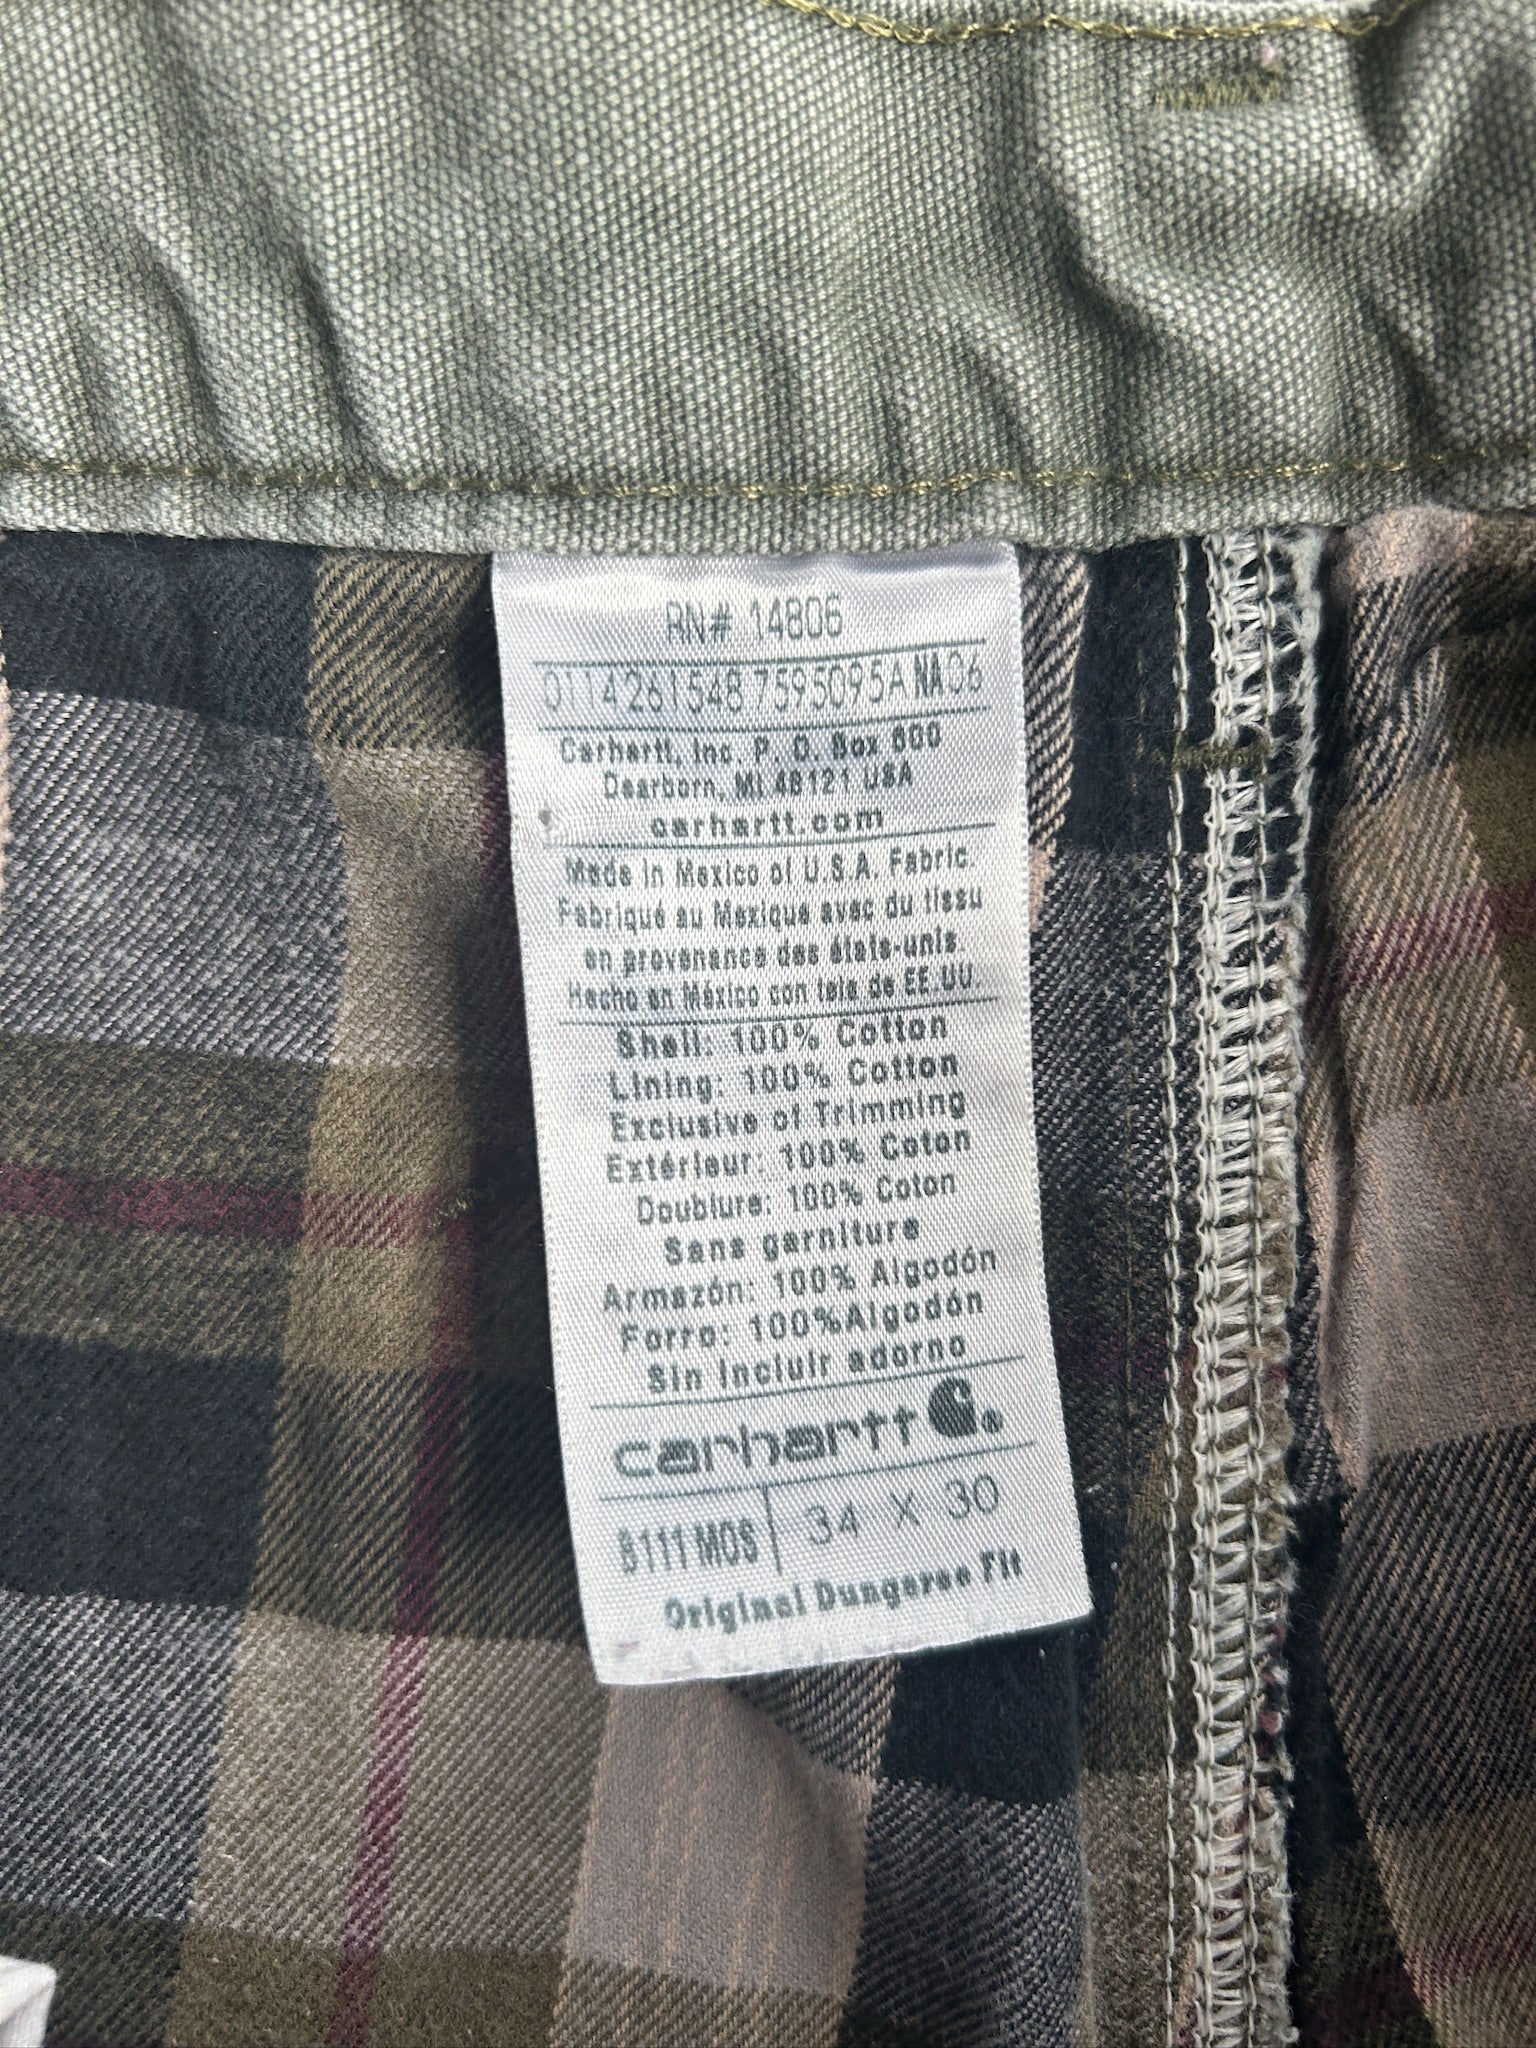 RN# 14806
01142615487595095A NA06
Carhartt, Inc. P. O. Box 600
Dearborn, MI 48121 USA
carhartt.com
Made in Mexico of U.S.A. Fabric.
Fabriqué au Mexique avec du tissu
en provenance des états-unis.
Hecho en México con tela de EE UU.
Shell: 100% Cotton
Lining: 100% Cotton
Exclusive of Trimming
Extérieur: 100% Coton
Doublure: 100% Coton
Sans garniture
Armazón: 100% Algodón
Forro: 100%Algodón
Sin incluir adorno
carhartt
B111 MOS 34 X 30
Original Dungaree Fit